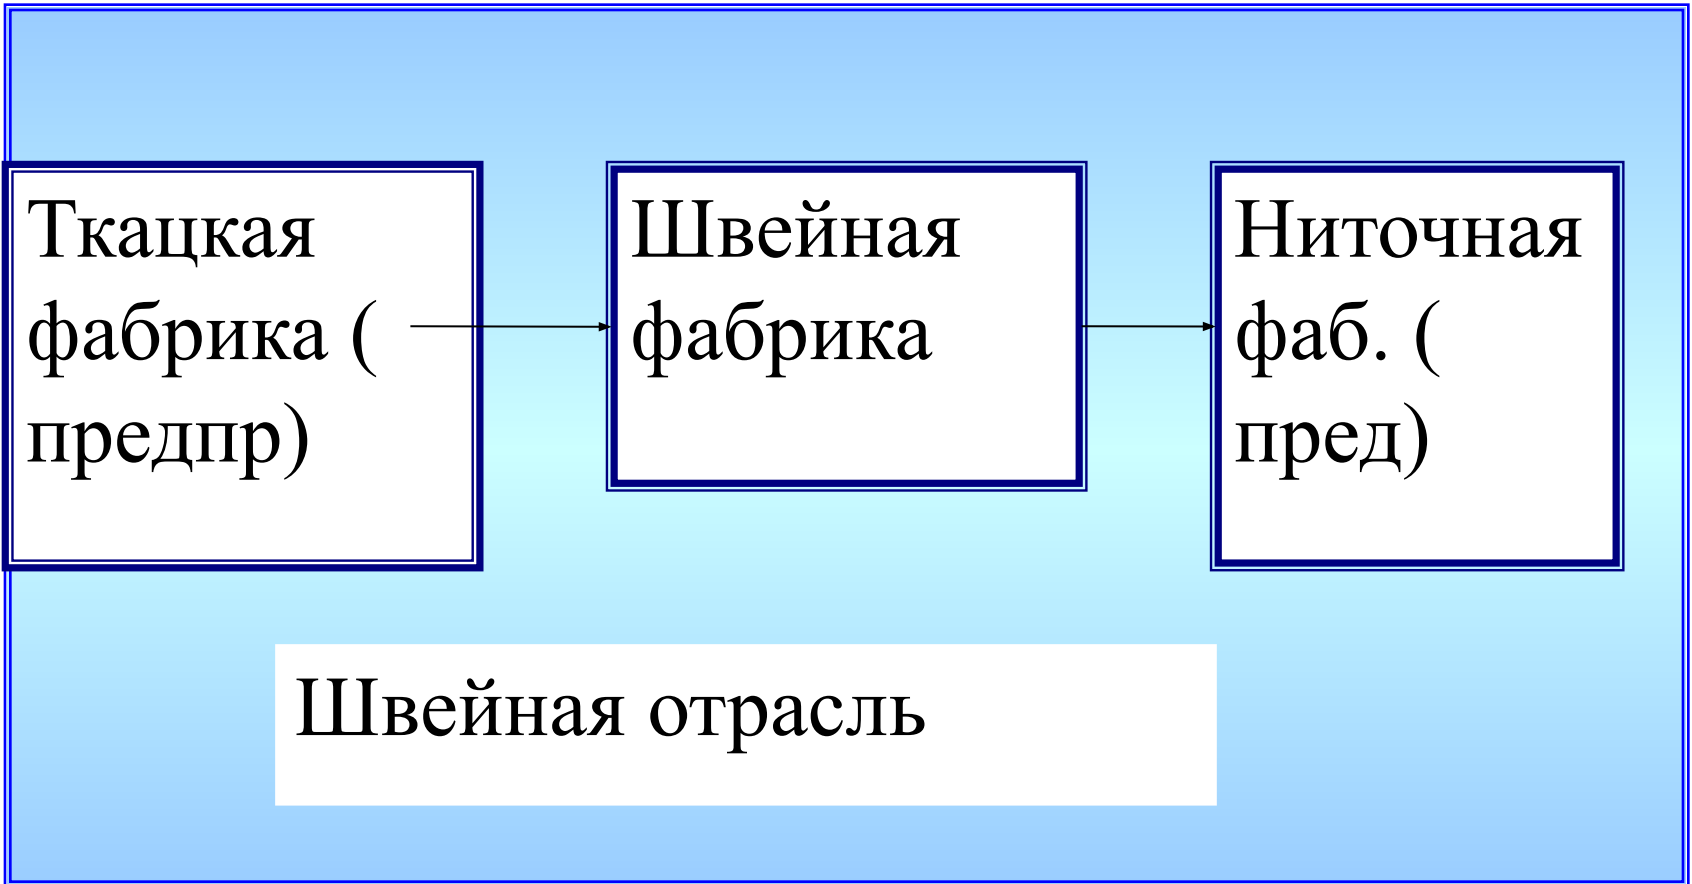 Ткацкая
фабрика (
предпр)
Швейная
фабрика
Ниточная
фаб. (
пред)
Швейная отрасль